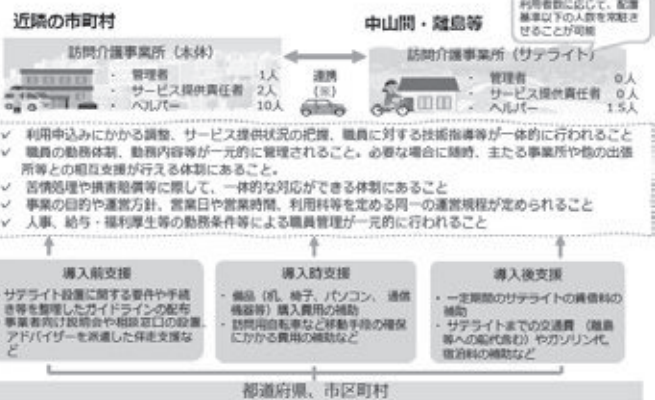 近隣の市町村
中山間・離島等
利用者数に応じて、配置
基準以下の人数を常駐さ
せることが可能
訪問介護事業所（本体）
・ 管理者 1人
・ サービス提供責任者 2人
・ ヘルパー 10人
連携
（※）
訪問介護事業所（サテライト）
・ 管理者 0人
・ サービス提供責任者 0人
・ ヘルパー 1.5人
✓ 利用申込みにかかる調整、サービス提供状況の把握、職員に対する技術指導等が一体的に行われること
✓ 職員の勤務体制、勤務内容等が一元的に管理されること。必要な場合に随時、主たる事業所や他の出張
所等との相互支援が行える体制にあること。
✓ 苦情処理や損害賠償等に際して、一体的な対応ができる体制にあること
✓ 事業の目的や運営方針、営業日や営業時間、利用料等を定める同一の運営規程が定められること
✓ 人事、給与・福利厚生等の勤務条件等による職員管理が一元的に行われること
導入前支援
サテライト設置に関する要件や手続
き等を整理したガイドラインの配布
事業者向け説明会や相談窓口の設置、
アドバイザーを派遣した伴走支援な
ど
導入時支援
・ 備品（机、椅子、パソコン、通信
機器等）購入費用の補助
・ 訪問用自転車など移動手段の確保
にかかる費用の補助など
導入後支援
・ 一定期間のサテライトの賃借料の
補助
・ サテライトまでの交通費（離島
等への船代含む）やガソリン代、
宿泊料の補助など
都道府県、市区町村